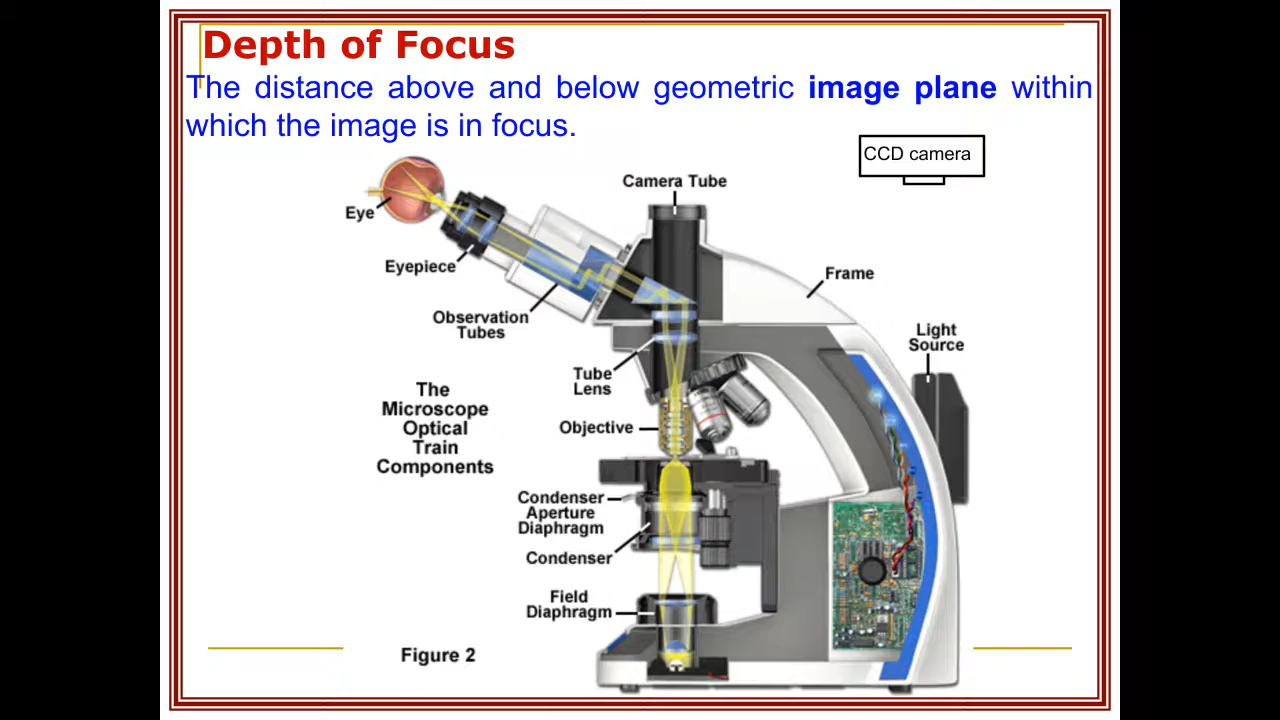 Depth of Focus
The distance above and below geometric image plane within
which the image is in focus.
CCD camera
Camera Tube
Eye
Eyepiece
Frame
Observation
Tubes
Light
Source
Tube
Lens
The
Microscope
Optical
Train
Components
Objective
Condenser
Aperture
Diaphragm
Condenser
Field
Diaphragm
Figure 2